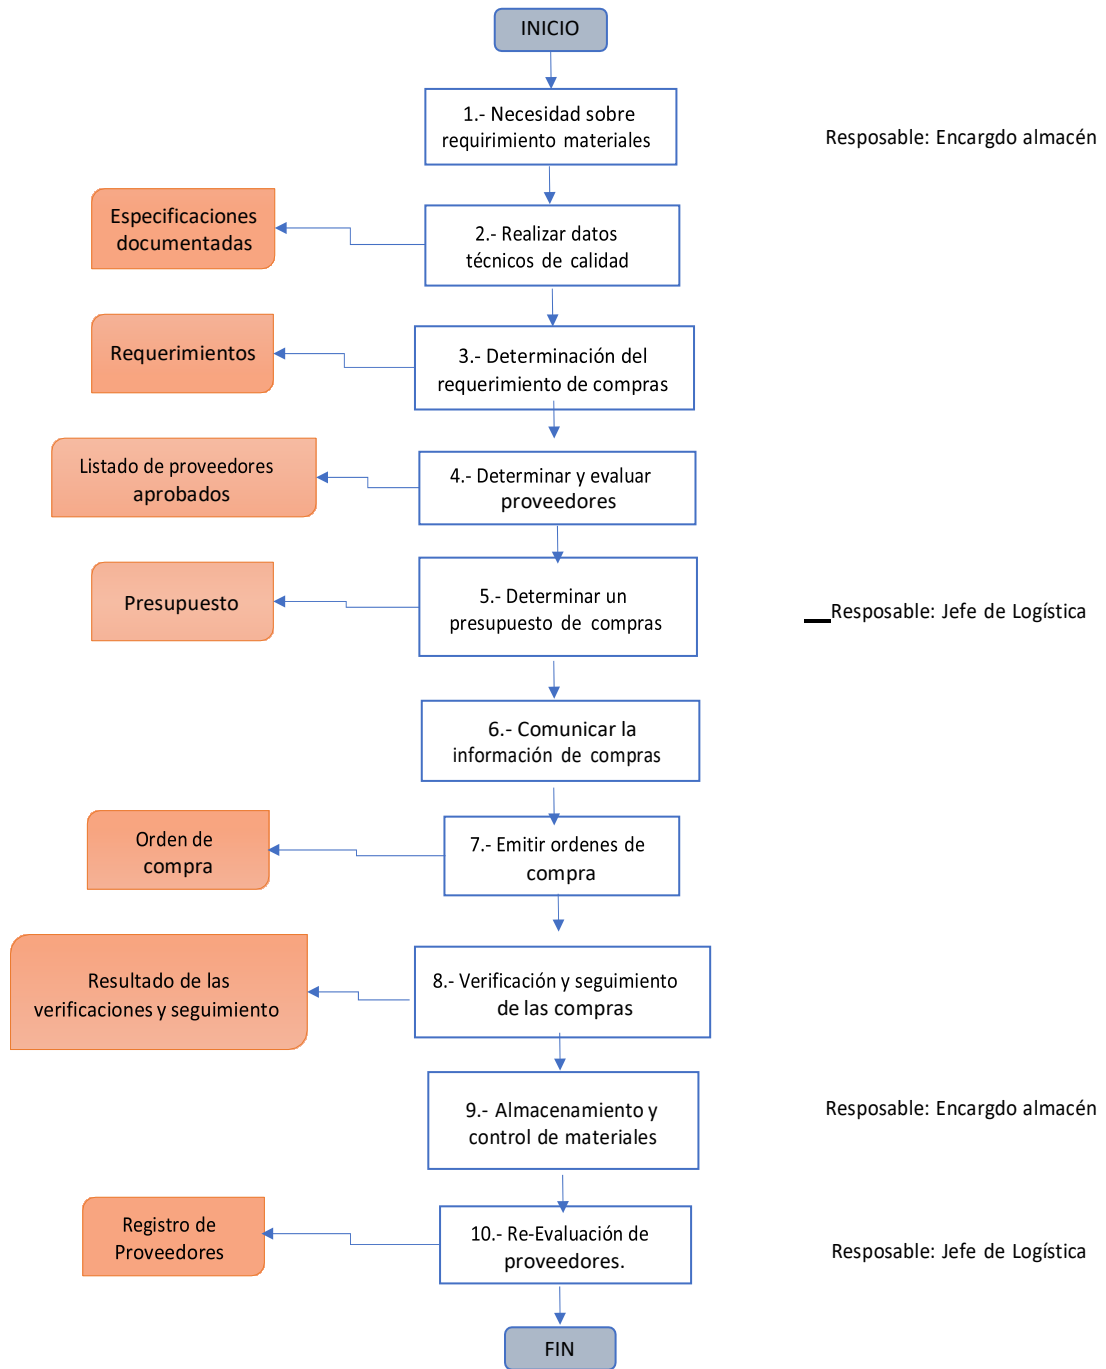 INICIO
1.- Necesidad sobre
requirimiento materiales
Resposable: Encargdo almacén
Especificaciones
documentadas
2.- Realizar datos
técnicos de calidad
Requerimientos
3.- Determinación del
requerimiento de compras
Listado de proveedores
aprobados
4.- Determinar y evaluar
proveedores
Presupuesto
5.- Determinar un
presupuesto de compras
Resposable: Jefe de Logística
6.- Comunicar la
información de compras
Orden de
compra
7.- Emitir ordenes de
compra
Resultado de las
verificaciones y seguimiento
8.- Verificación y seguimiento
de las compras
9.- Almacenamiento y
control de materiales
Resposable: Encargdo almacén
Registro de
Proveedores
10.- Re-Evaluación de
proveedores.
Resposable: Jefe de Logística
FIN